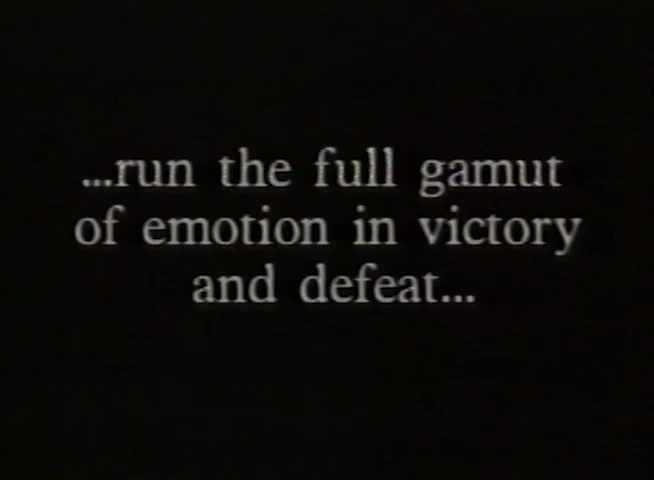 ...run the full gamut
of emotion in victory
and defeat...